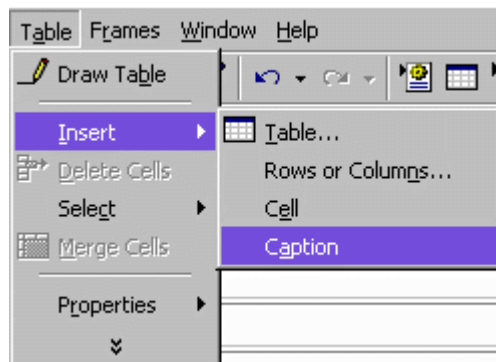 Table Frames Window Help
Draw Table
Insert
Delete Cells
Select
Merge Cells
Properties
Table...
Rows or Columns...
Cell
Caption